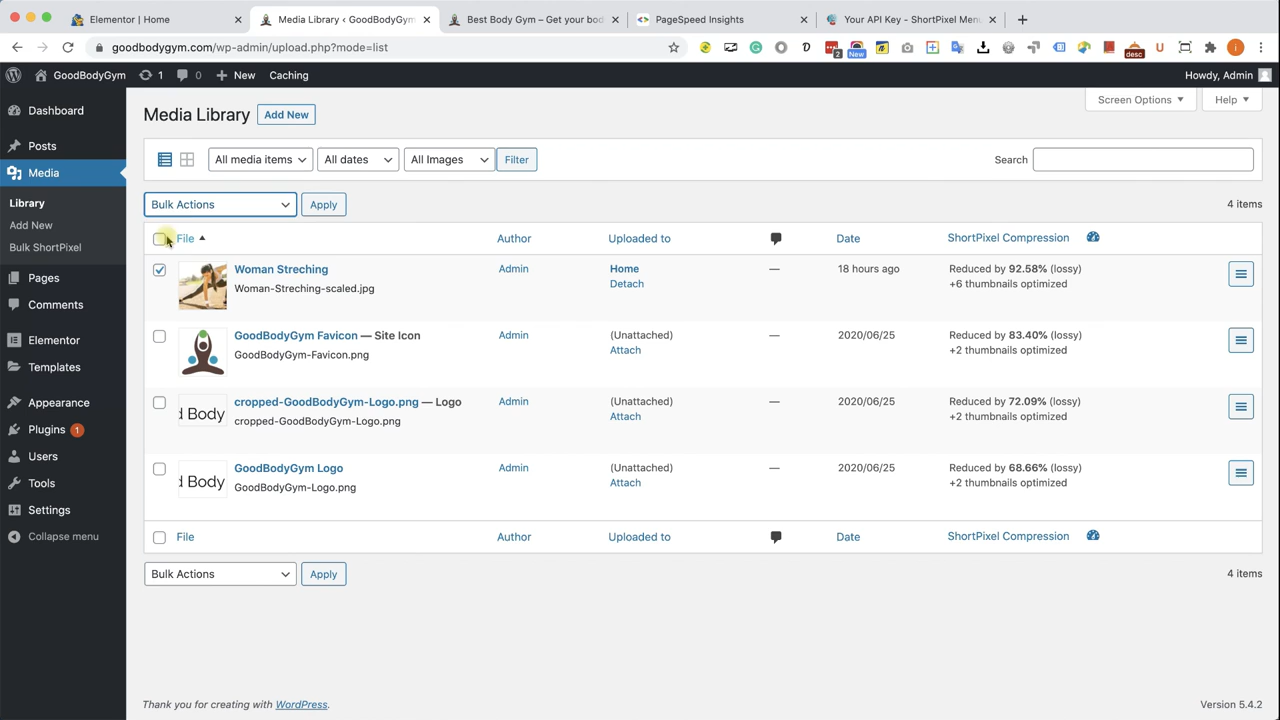 Elementor | Home
Media Library ‹ GoodBodyGym
Best Body Gym – Get your bod
PageSpeed Insights
Your API Key - ShortPixel Menu
goodbodygym.com/wp-admin/upload.php?mode=list
2
New
desc
i
GoodBodyGym
1
0
New
Caching
Howdy, Admin
Dashboard
Posts
Media
Library
Add New
Bulk ShortPixel
Pages
Comments
Elementor
Templates
Appearance
Plugins 1
Users
Tools
Settings
Collapse menu
Media Library Add New
Screen Options Help
All media items All dates All Images Filter
Search
Bulk Actions Apply
4 items
File Author Uploaded to Date ShortPixel Compression
Woman Streching Admin Home — 18 hours ago Reduced by 92.58% (lossy)
Woman-Streching-scaled.jpg Detach +6 thumbnails optimized
GoodBodyGym Favicon — Site Icon Admin (Unattached) — 2020/06/25 Reduced by 83.40% (lossy)
GoodBodyGym-Favicon.png Attach +2 thumbnails optimized
d Body
cropped-GoodBodyGym-Logo.png — Logo Admin (Unattached) — 2020/06/25 Reduced by 72.09% (lossy)
cropped-GoodBodyGym-Logo.png Attach +2 thumbnails optimized
d Body
GoodBodyGym Logo Admin (Unattached) — 2020/06/25 Reduced by 68.66% (lossy)
GoodBodyGym-Logo.png Attach +2 thumbnails optimized
File Author Uploaded to Date ShortPixel Compression
Bulk Actions Apply
4 items
Thank you for creating with WordPress.
Version 5.4.2